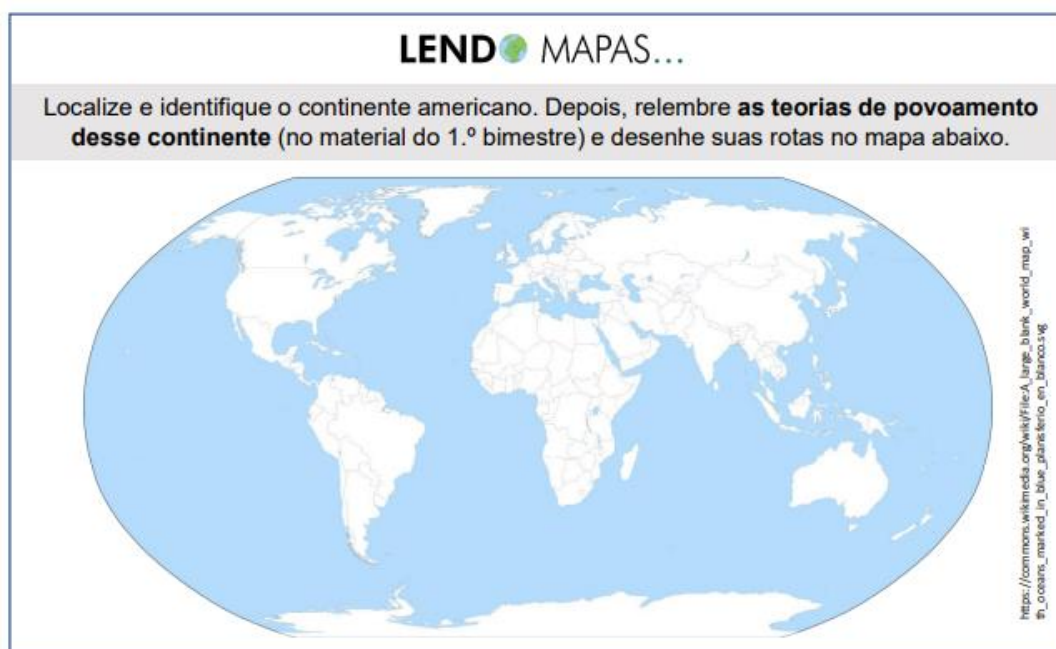 LENDO MAPAS...
Localize e identifique o continente americano. Depois, relembre as teorias de povoamento
desse continente (no material do 1.º bimestre) e desenhe suas rotas no mapa abaixo.
https://commons.wikimedia.org/wiki/File:A_large_blank_world_map_wi
th_oceans_marked_in_blue_planisferio_en_blanco.svg